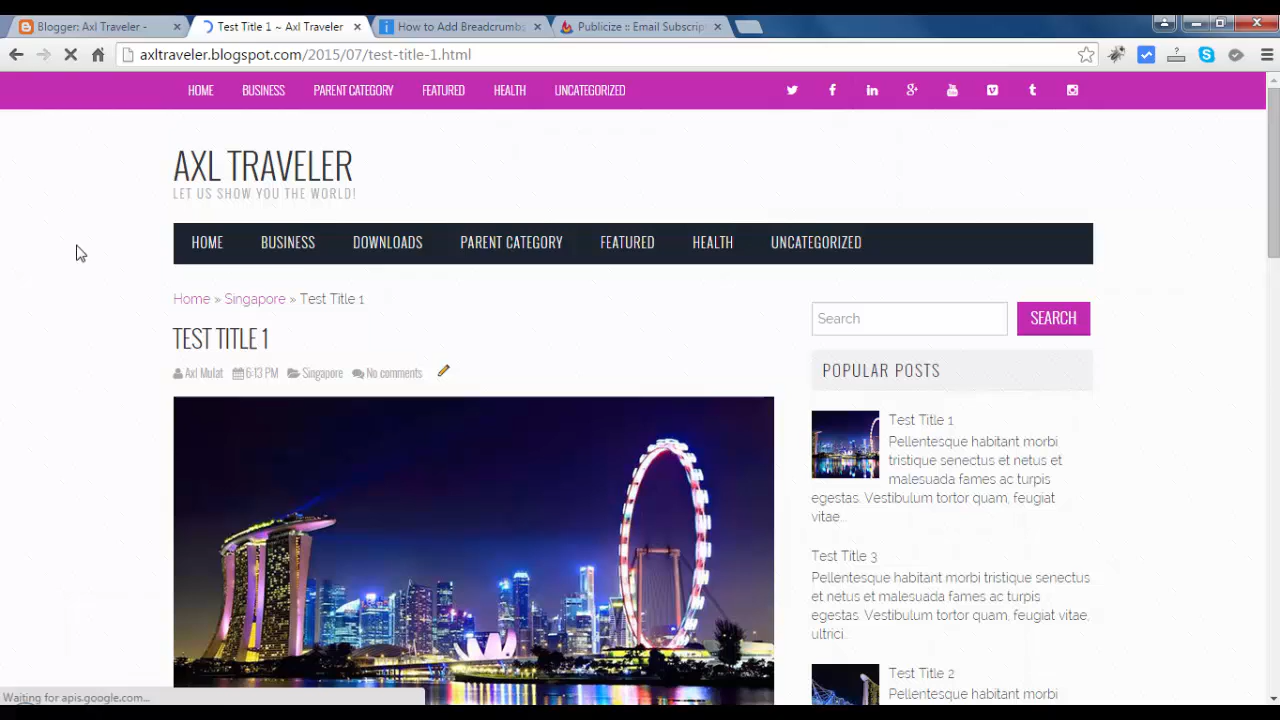 Blogger: Axl Traveler -
Test Title 1 ~ Axl Traveler
How to Add Breadcrumbs
Publicize :: Email Subscrip
axltraveler.blogspot.com/2015/07/test-title-1.html
HOME BUSINESS PARENT CATEGORY FEATURED HEALTH UNCATEGORIZED
AXL TRAVELER
LET US SHOW YOU THE WORLD!
HOME BUSINESS DOWNLOADS PARENT CATEGORY FEATURED HEALTH UNCATEGORIZED
Home » Singapore » Test Title 1
TEST TITLE 1
Axl Mulat 6:13 PM Singapore No comments
Search SEARCH
POPULAR POSTS
Test Title 1
Pellentesque habitant morbi
tristique senectus et netus et
malesuada fames ac turpis
egestas. Vestibulum tortor quam, feugiat
vitae...
Test Title 3
Pellentesque habitant morbi tristique senectus
et netus et malesuada fames ac turpis
egestas. Vestibulum tortor quam, feugiat vitae,
ultrici...
Test Title 2
Pellentesque habitant morbi
Waiting for apis.google.com...